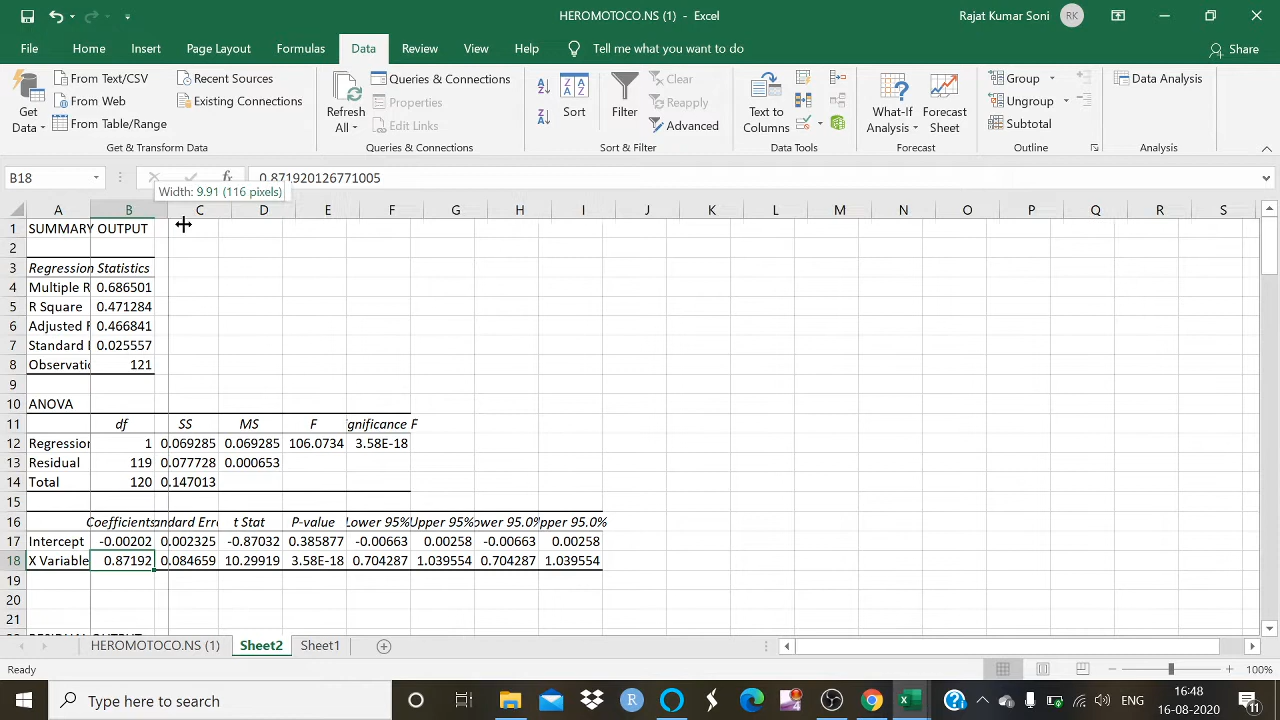 HEROMOTOCO.NS (1) - Excel
Rajat Kumar Soni
RK
File Home Insert Page Layout Formulas Data Review View Help Tell me what you want to do Share
Get Data
From Text/CSV
From Web
From Table/Range
Recent Sources
Existing Connections
Get & Transform Data
Refresh All
Queries & Connections
Properties
Edit Links
Queries & Connections
Sort
Filter
Clear
Reapply
Advanced
Sort & Filter
Text to Columns
Data Tools
What-If Analysis
Forecast Sheet
Forecast
Group
Ungroup
Subtotal
Outline
Data Analysis
Analysis
B18 fx 0.871920126771005
Width: 9.91 (116 pixels)
A B C D E F G H I J K L M N O P Q R S
1 SUMMARY OUTPUT
2
3 Regression Statistics
4 Multiple R 0.686501
5 R Square 0.471284
6 Adjusted 0.466841
7 Standard 0.025557
8 Observatio 121
9
10 ANOVA
11 df SS MS F gnificance F
12 Regression 1 0.069285 0.069285 106.0734 3.58E-18
13 Residual 119 0.077728 0.000653
14 Total 120 0.147013
15
16 Coefficients andard Erro t Stat P-value Lower 95% Upper 95% ower 95.0% pper 95.0%
17 Intercept -0.00202 0.002325 -0.87032 0.385877 -0.00663 0.00258 -0.00663 0.00258
18 X Variable 0.87192 0.084659 10.29919 3.58E-18 0.704287 1.039554 0.704287 1.039554
19
20
21
HEROMOTOCO.NS (1) Sheet2 Sheet1
Ready 100%
Type here to search
ENG
16:48
16-08-2020
11